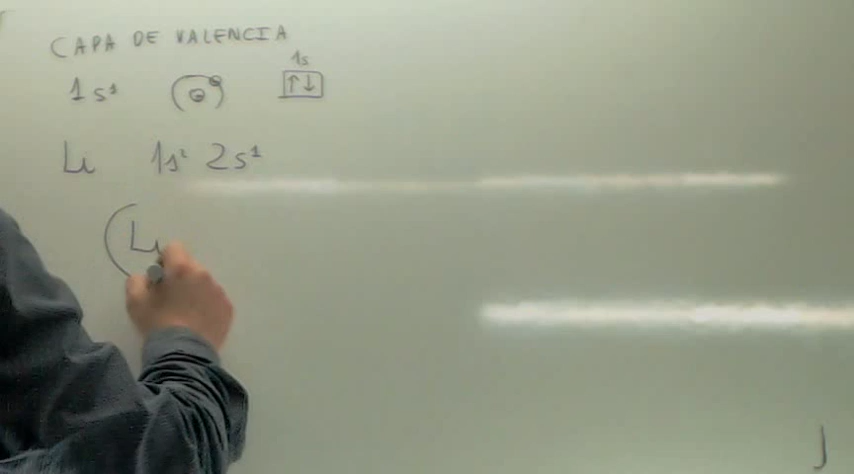 CAPA DE VALENCIA
1s
1s¹ ↑↓
Li 1s² 2s¹
Li